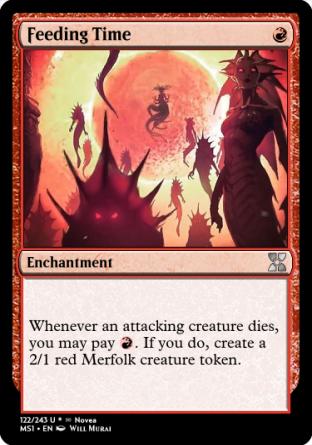 Feeding Time
Enchantment
Whenever an attacking creature dies,
you may pay R. If you do, create a
2/1 red Merfolk creature token.
122/243 U * ∞ Novea
MS1 • EN Will Murai